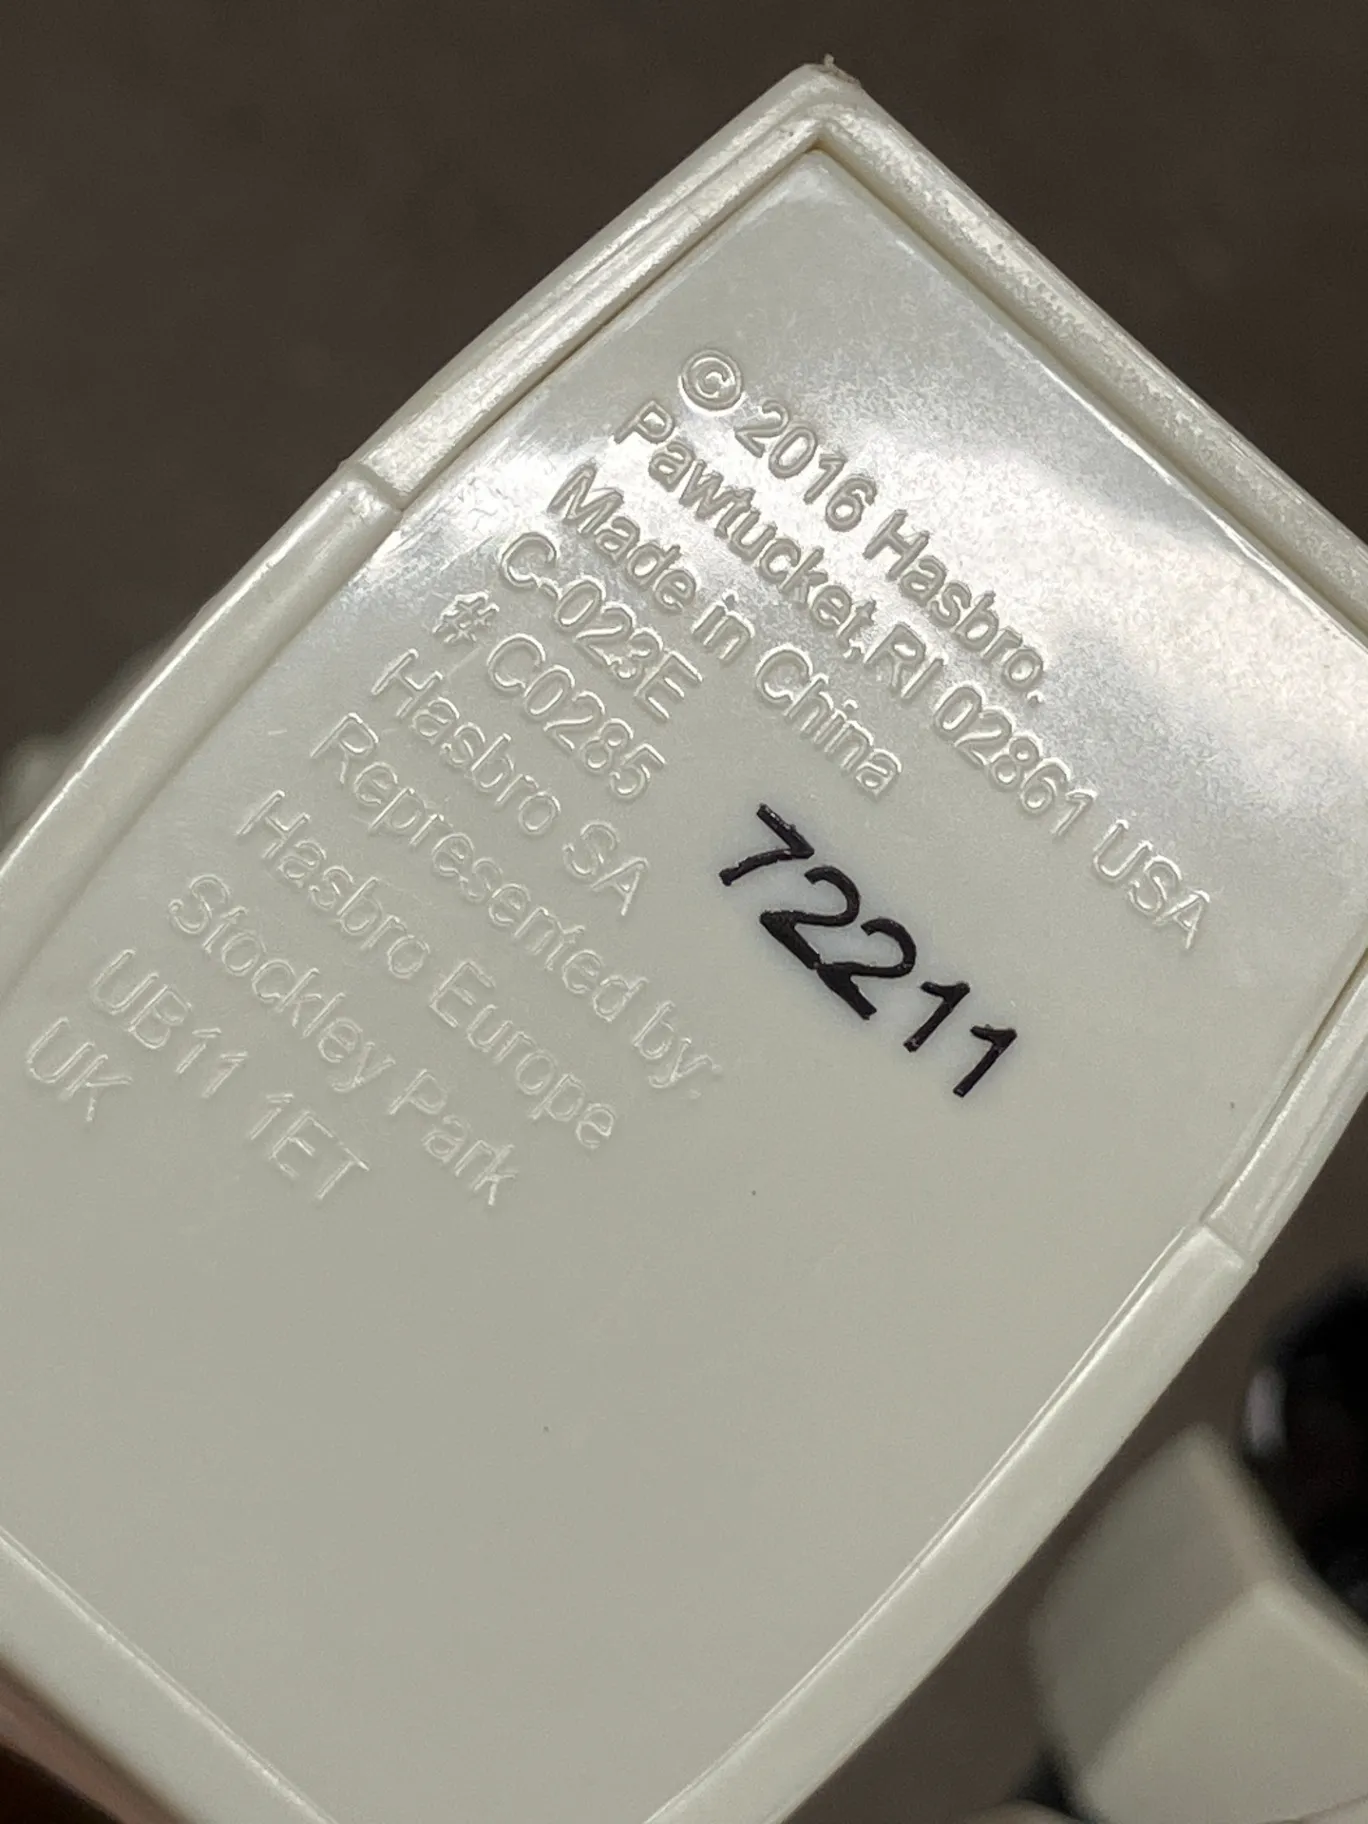 © 2016 Hasbro.
Pawtucket, RI 02861 USA
Made in China
C-023E
# C0285
Hasbro SA
Represented by:
Hasbro Europe
Stockley Park
UB11 1ET
UK
72211